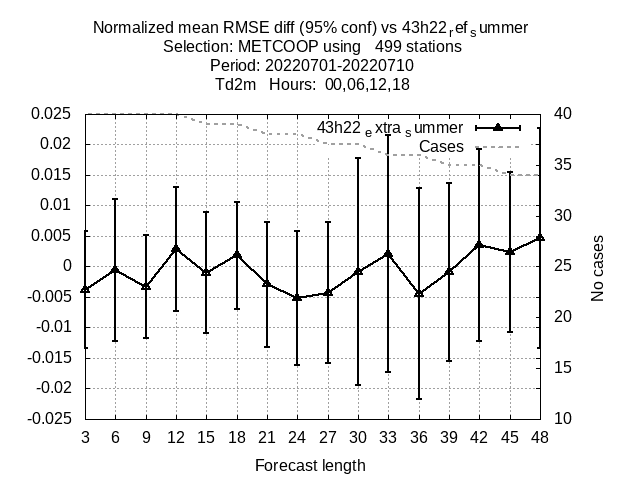 Normalized mean RMSE diff (95% conf) vs 43h22refsummer
Selection: METCOOP using 499 stations
Period: 20220701-20220710
Td2m Hours: 00,06,12,18
43h22extrasummer
Cases
0.025
0.02
0.015
0.01
0.005
0
-0.005
-0.01
-0.015
-0.02
-0.025
40
35
30
25
20
15
10
No cases
3 6 9 12 15 18 21 24 27 30 33 36 39 42 45 48
Forecast length